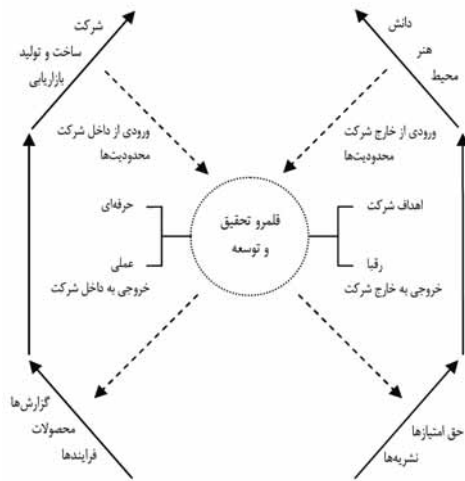 دانش
هنر
محیط
شرکت
ساخت و تولید
بازاریابی
ورودی از خارج شرکت
محدودیت‌ها
ورودی از داخل شرکت
محدودیت‌ها
اهداف شرکت
رقبا
خروجی به خارج شرکت
قلمرو تحقیق
و توسعه
حرفه‌ای
عملی
خروجی به داخل شرکت
حق امتیازها
نشریه‌ها
گزارش‌ها
محصولات
فرایندها